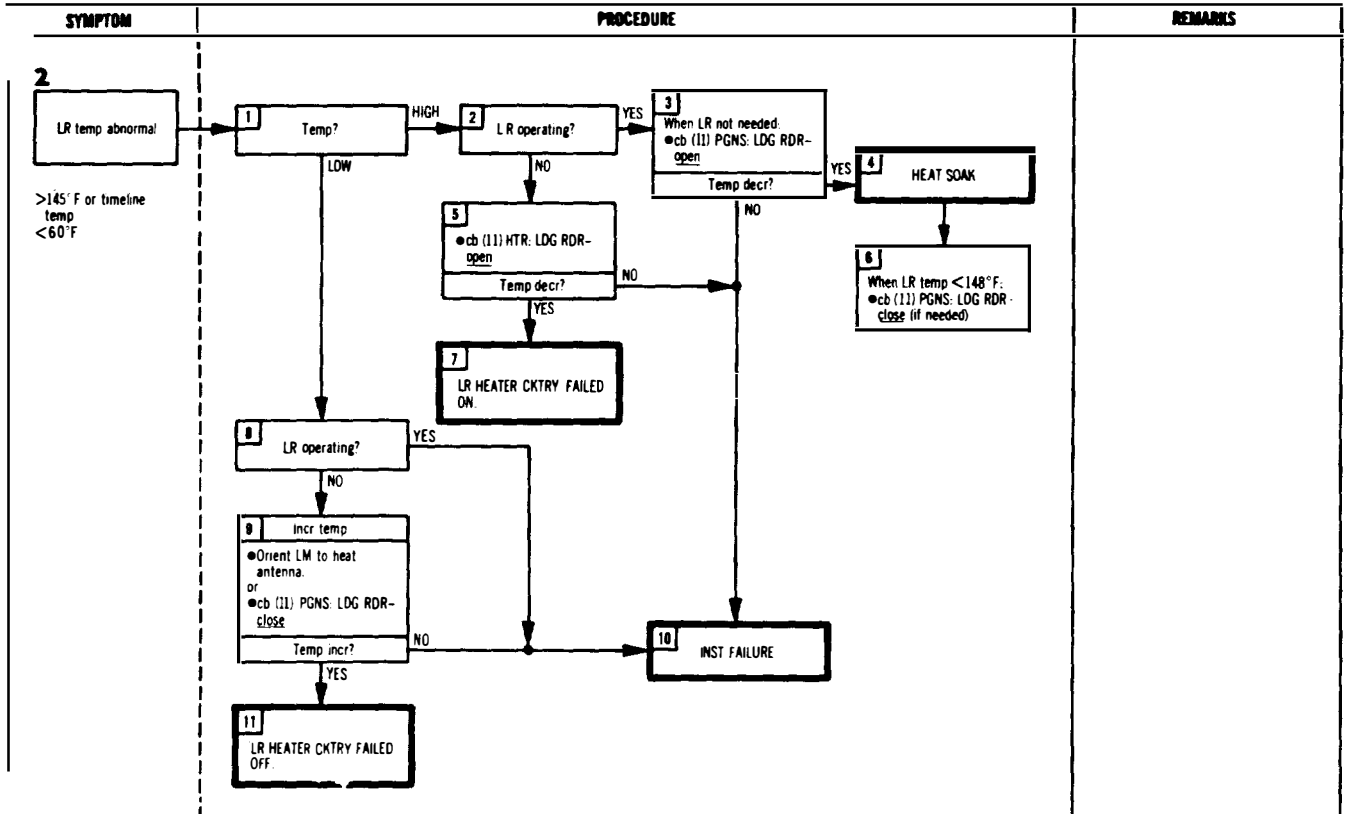 SYMPTOM
PROCEDURE
REMARKS
2
LR temp abnormal
>145°F or timeline
temp
<60°F
1
Temp?
HIGH
LOW
2
LR operating?
YES
NO
3
When LR not needed:
●cb (11) PGNS: LDG RDR–
open
Temp decr?
YES
NO
4
HEAT SOAK
5
●cb (11) HTR: LDG RDR–
open
Temp decr?
NO
YES
6
When LR temp <148°F:
●cb (11) PGNS: LDG RDR-
close (if needed)
7
LR HEATER CKTRY FAILED
ON.
8
LR operating?
YES
NO
9
Incr temp
●Orient LM to heat
antenna.
or
●cb (11) PGNS: LDG RDR–
close
Temp incr?
NO
YES
10
INST FAILURE
11
LR HEATER CKTRY FAILED
OFF.